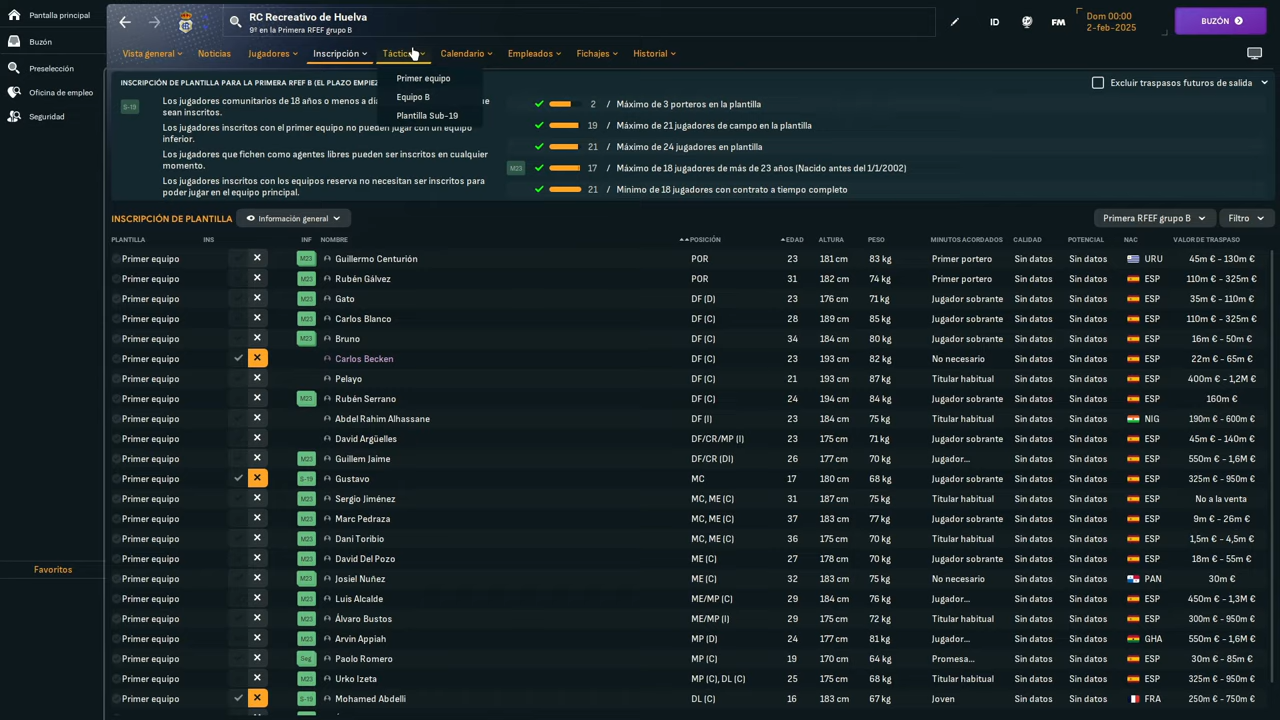 Pantalla principal
Buzón
Preselección
Oficina de empleo
Seguridad
Favoritos
RC Recreativo de Huelva
9º en la Primera RFEF grupo B
ID
FM
Dom 00:00
2-feb-2025
BUZÓN
Vista general
Noticias
Jugadores
Inscripción
Calendario
Empleados
Fichajes
Historial
Primer equipo
Equipo B
Plantilla Sub-19
INSCRIPCIÓN DE PLANTILLA PARA LA PRIMERA RFEF B (EL PLAZO EMPIEZ
Excluir traspasos futuros de salida
S-19
Los jugadores comunitarios de 18 años o menos a día
que
sean inscritos.
Los jugadores inscritos con el primer equipo no pueden jugar con un equipo
inferior.
Los jugadores que fichen como agentes libres pueden ser inscritos en cualquier
momento.
Los jugadores inscritos con los equipos reserva no necesitan ser inscritos para
poder jugar en el equipo principal.
2 / Máximo de 3 porteros en la plantilla
19 / Máximo de 21 jugadores de campo en la plantilla
21 / Máximo de 24 jugadores en plantilla
M23 17 / Máximo de 18 jugadores de más de 23 años (Nacido antes del 1/1/2002)
21 / Mínimo de 18 jugadores con contrato a tiempo completo
INSCRIPCIÓN DE PLANTILLA
Información general
Primera RFEF grupo B
Filtro
PLANTILLA INS INF NOMBRE POSICIÓN EDAD ALTURA PESO MINUTOS ACORDADOS CALIDAD POTENCIAL NAC VALOR DE TRASPASO
Primer equipo M23 Guillermo Centurión POR 23 181 cm 83 kg Primer portero Sin datos Sin datos URU 45m € - 130m €
Primer equipo M23 Rubén Gálvez POR 31 182 cm 74 kg Primer portero Sin datos Sin datos ESP 110m € - 325m €
Primer equipo M23 Gato DF (D) 23 176 cm 71 kg Jugador sobrante Sin datos Sin datos ESP 35m € - 110m €
Primer equipo M23 Carlos Blanco DF (C) 28 189 cm 85 kg Jugador sobrante Sin datos Sin datos ESP 110m € - 325m €
Primer equipo M23 Bruno DF (C) 34 184 cm 80 kg Jugador sobrante Sin datos Sin datos ESP 16m € - 50m €
Primer equipo Carlos Becken DF (C) 23 193 cm 82 kg No necesario Sin datos Sin datos ESP 22m € - 65m €
Primer equipo Pelayo DF (C) 21 193 cm 87 kg Titular habitual Sin datos Sin datos ESP 400m € - 1,2M €
Primer equipo M23 Rubén Serrano DF (C) 24 194 cm 84 kg Jugador sobrante Sin datos Sin datos ESP 160m €
Primer equipo Abdel Rahim Alhassane DF (I) 23 184 cm 75 kg Titular habitual Sin datos Sin datos NIG 190m € - 600m €
Primer equipo David Argüelles DF/CR/MP (I) 23 175 cm 71 kg Jugador sobrante Sin datos Sin datos ESP 45m € - 140m €
Primer equipo M23 Guillem Jaime DF/CR (DI) 26 177 cm 70 kg Jugador... Sin datos Sin datos ESP 550m € - 1,6M €
Primer equipo S-19 Gustavo MC 17 180 cm 68 kg Jugador sobrante Sin datos Sin datos ESP 325m € - 950m €
Primer equipo M23 Sergio Jiménez MC, ME (C) 31 187 cm 75 kg Titular habitual Sin datos Sin datos ESP No a la venta
Primer equipo M23 Marc Pedraza MC, ME (C) 37 183 cm 77 kg Jugador sobrante Sin datos Sin datos ESP 9m € - 26m €
Primer equipo M23 Dani Toribio MC, ME (C) 36 175 cm 70 kg Titular habitual Sin datos Sin datos ESP 1,5m € - 4,5m €
Primer equipo M23 David Del Pozo ME (C) 27 178 cm 70 kg Jugador sobrante Sin datos Sin datos ESP 18m € - 55m €
Primer equipo M23 Josiel Nuñez ME (C) 32 183 cm 75 kg No necesario Sin datos Sin datos PAN 30m €
Primer equipo M23 Luis Alcalde ME/MP (C) 29 184 cm 76 kg Jugador... Sin datos Sin datos ESP 450m € - 1,3M €
Primer equipo M23 Álvaro Bustos ME/MP (I) 29 175 cm 72 kg Titular habitual Sin datos Sin datos ESP 300m € - 950m €
Primer equipo M23 Arvin Appiah MP (D) 24 177 cm 81 kg Jugador... Sin datos Sin datos GHA 550m € - 1,6M €
Primer equipo Seg Paolo Romero MP (C) 19 170 cm 64 kg Promesa... Sin datos Sin datos ESP 30m € - 85m €
Primer equipo M23 Urko Izeta MP (C), DL (C) 25 175 cm 68 kg Titular habitual Sin datos Sin datos ESP 325m € - 950m €
Primer equipo S-19 Mohamed Abdelli DL (C) 16 183 cm 67 kg Joven Sin datos Sin datos FRA 250m € - 750m €